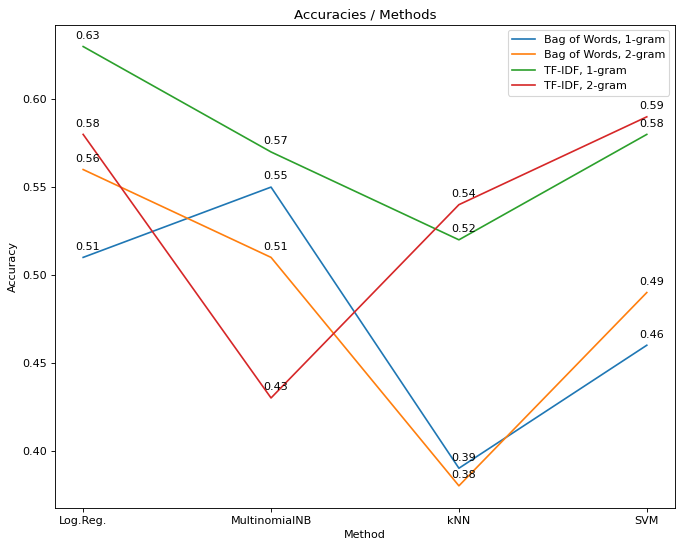 Accuracies / Methods
Bag of Words, 1-gram
Bag of Words, 2-gram
TF-IDF, 1-gram
TF-IDF, 2-gram
0.63
0.58
0.56
0.51
0.57
0.55
0.51
0.43
0.54
0.52
0.39
0.38
0.59
0.58
0.49
0.46
Accuracy
0.60
0.55
0.50
0.45
0.40
Log.Reg.
MultinomialNB
kNN
SVM
Method